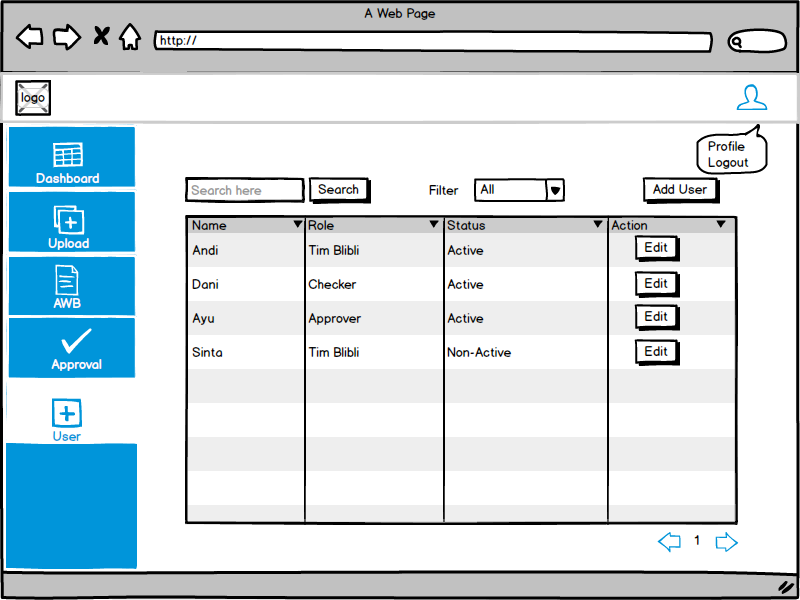 A Web Page
http://
logo
Profile
Logout
Dashboard
Upload
AWB
Approval
User
Search here
Search
Filter
All
Add User
Name Role Status Action
Andi Tim Blibli Active Edit
Dani Checker Active Edit
Ayu Approver Active Edit
Sinta Tim Blibli Non-Active Edit
1